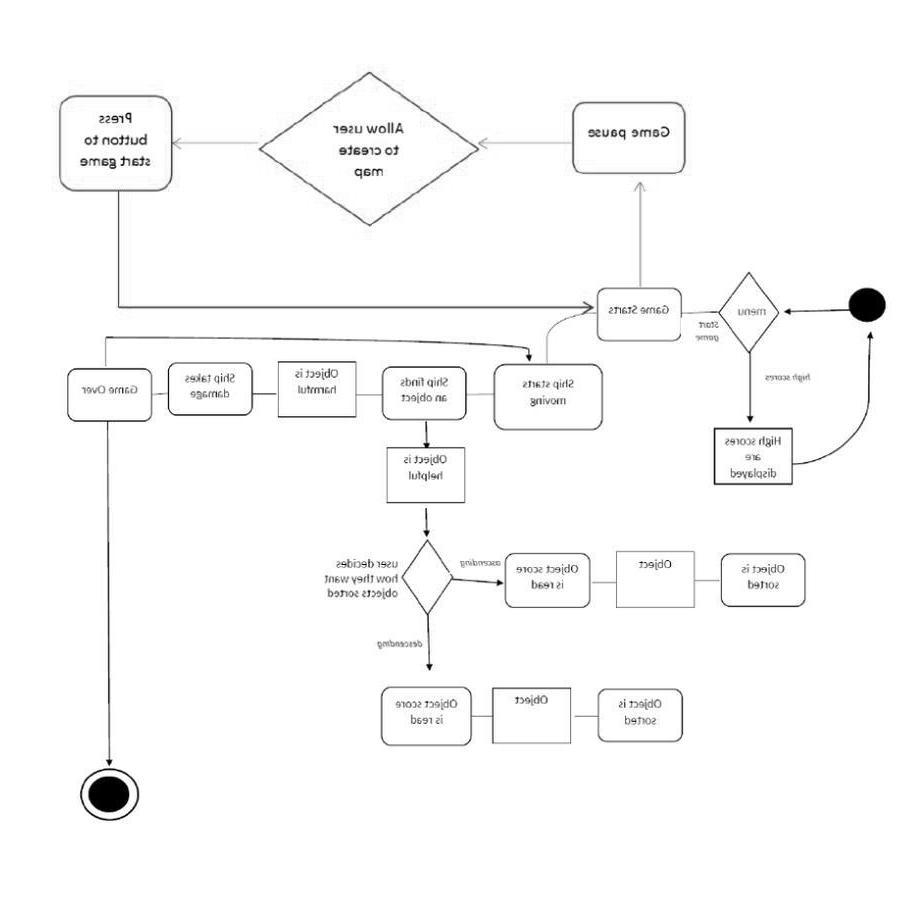 Press
button to
start game
Allow user
to create
map
Game pause
Game Starts
Start
game
menu
high scores
High scores
are
displayed
Game Over
Ship takes
damage
Object is
harmful
Ship finds
an object
Ship starts
moving
Object is
helpful
user decides
how they want
objects sorted
ascending
Object score
is read
Object
Object is
sorted
descending
Object score
is read
Object
Object is
sorted